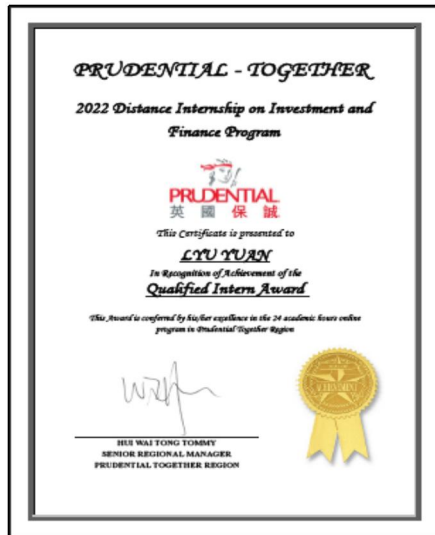 PRUDENTIAL - TOGETHER
2022 Distance Internship on Investment and
Finance Program
PRUDENTIAL
英國保誠
This Certificate is presented to
LYU YUAN
In Recognition of Achievement of the
Qualified Intern Award
This Award is conferred by his/her excellence in the 24 academic hours online
program in Prudential Together Region
ACHIEVEMENT
HUI WAI TONG TOMMY
SENIOR REGIONAL MANAGER
PRUDENTIAL TOGETHER REGION